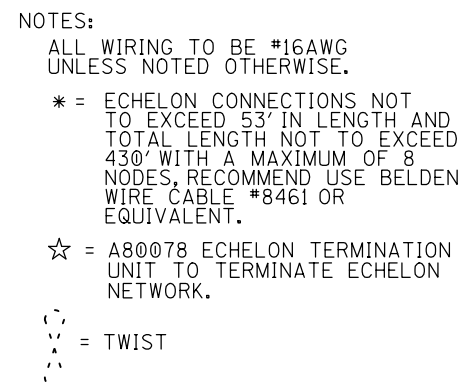 NOTES:
ALL WIRING TO BE #16AWG
UNLESS NOTED OTHERWISE.
* = ECHELON CONNECTIONS NOT
TO EXCEED 53' IN LENGTH AND
TOTAL LENGTH NOT TO EXCEED
430' WITH A MAXIMUM OF 8
NODES, RECOMMEND USE BELDEN
WIRE CABLE #8461 OR
EQUIVALENT.
☆ = A80078 ECHELON TERMINATION
UNIT TO TERMINATE ECHELON
NETWORK.
= TWIST